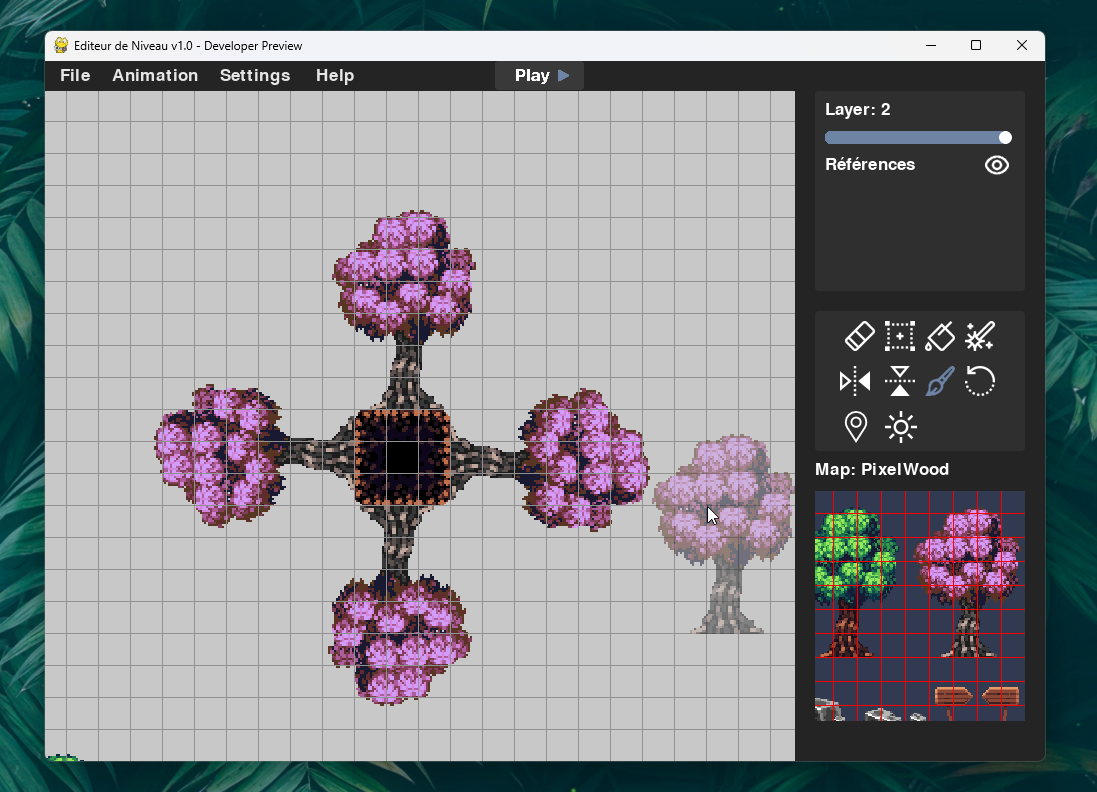 Editeur de Niveau v1.0 - Developer Preview
File Animation Settings Help Play
Layer: 2
Références
Map: PixelWood